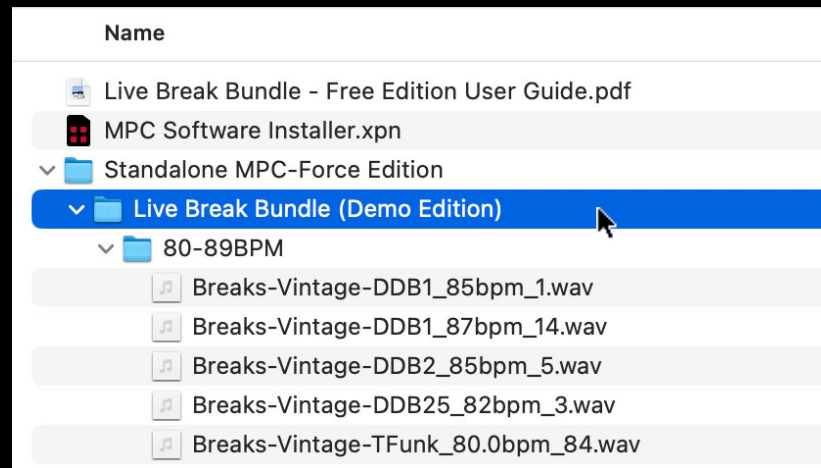 Name
Live Break Bundle - Free Edition User Guide.pdf
MPC Software Installer.xpn
Standalone MPC-Force Edition
Live Break Bundle (Demo Edition)
80-89BPM
Breaks-Vintage-DDB1_85bpm_1.wav
Breaks-Vintage-DDB1_87bpm_14.wav
Breaks-Vintage-DDB2_85bpm_5.wav
Breaks-Vintage-DDB25_82bpm_3.wav
Breaks-Vintage-TFunk_80.0bpm_84.wav